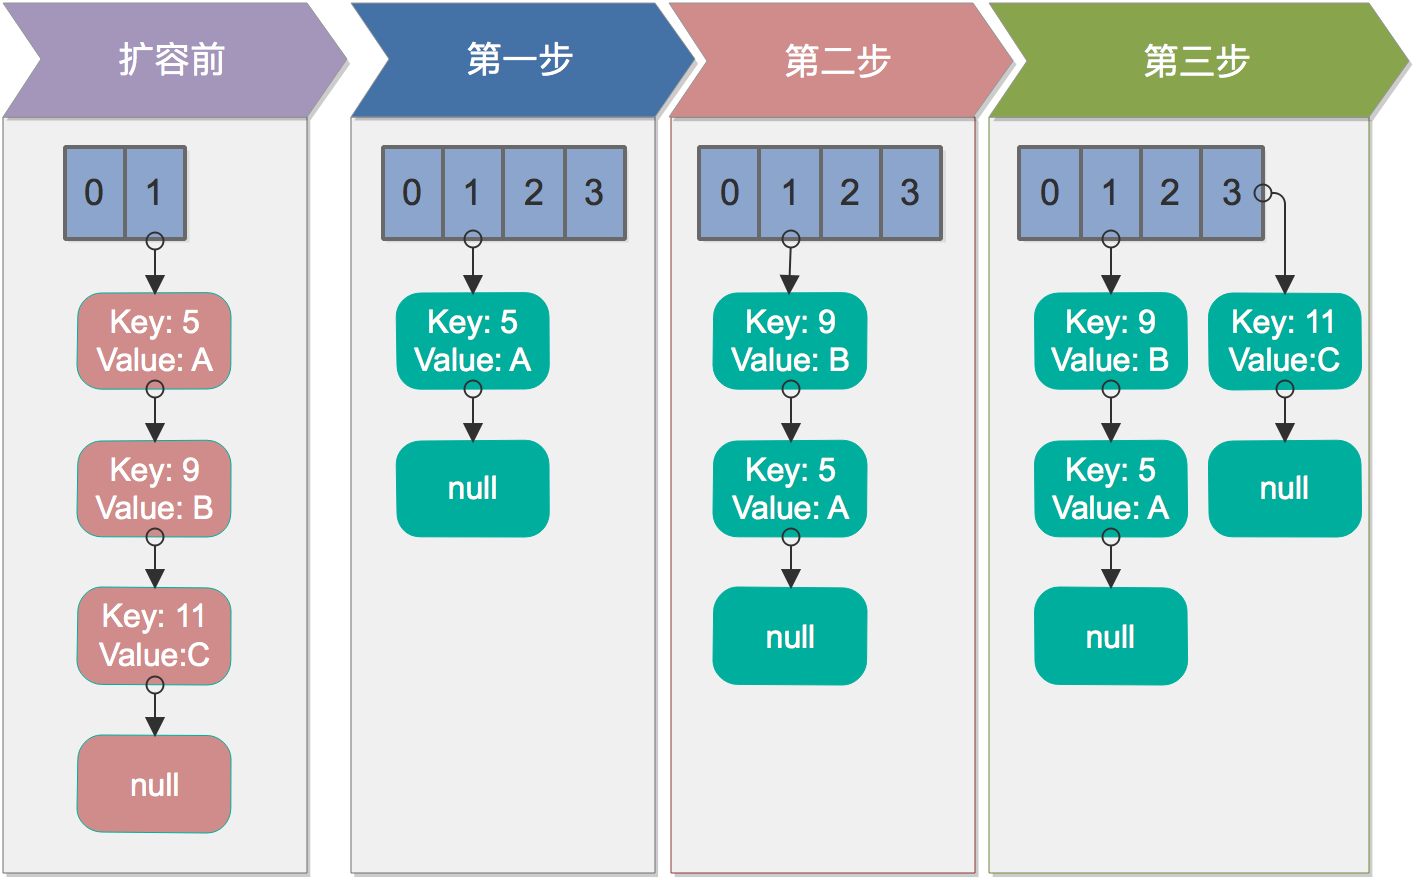 扩容前
0 1
Key: 5
Value: A
Key: 9
Value: B
Key: 11
Value:C
null
第一步
0 1 2 3
Key: 5
Value: A
null
第二步
0 1 2 3
Key: 9
Value: B
Key: 5
Value: A
null
第三步
0 1 2 3
Key: 9
Value: B
Key: 5
Value: A
null
Key: 11
Value:C
null